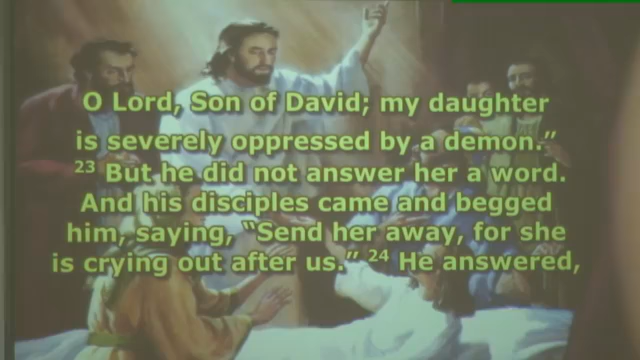 O Lord, Son of David; my daughter
is severely oppressed by a demon.”
²³ But he did not answer her a word.
And his disciples came and begged
him, saying, “Send her away, for she
is crying out after us.” ²⁴ He answered,